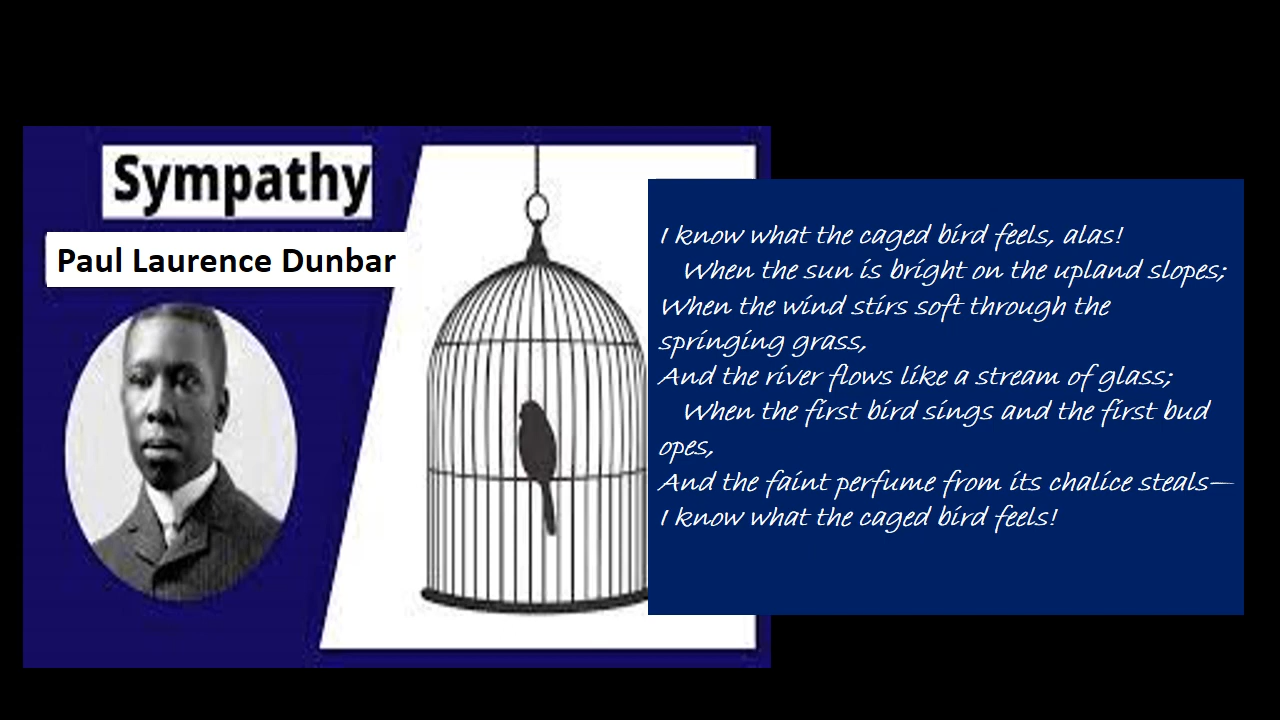 Sympathy
Paul Laurence Dunbar
I know what the caged bird feels, alas!
When the sun is bright on the upland slopes;
When the wind stirs soft through the
springing grass,
And the river flows like a stream of glass;
When the first bird sings and the first bud
opes,
And the faint perfume from its chalice steals—
I know what the caged bird feels!